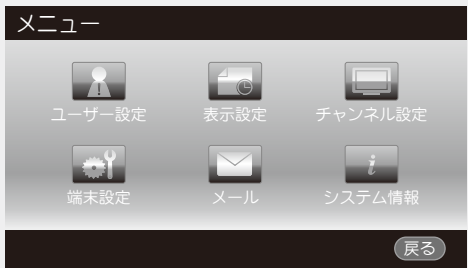 メニュー
ユーザー設定
表示設定
チャンネル設定
端末設定
メール
システム情報
戻る